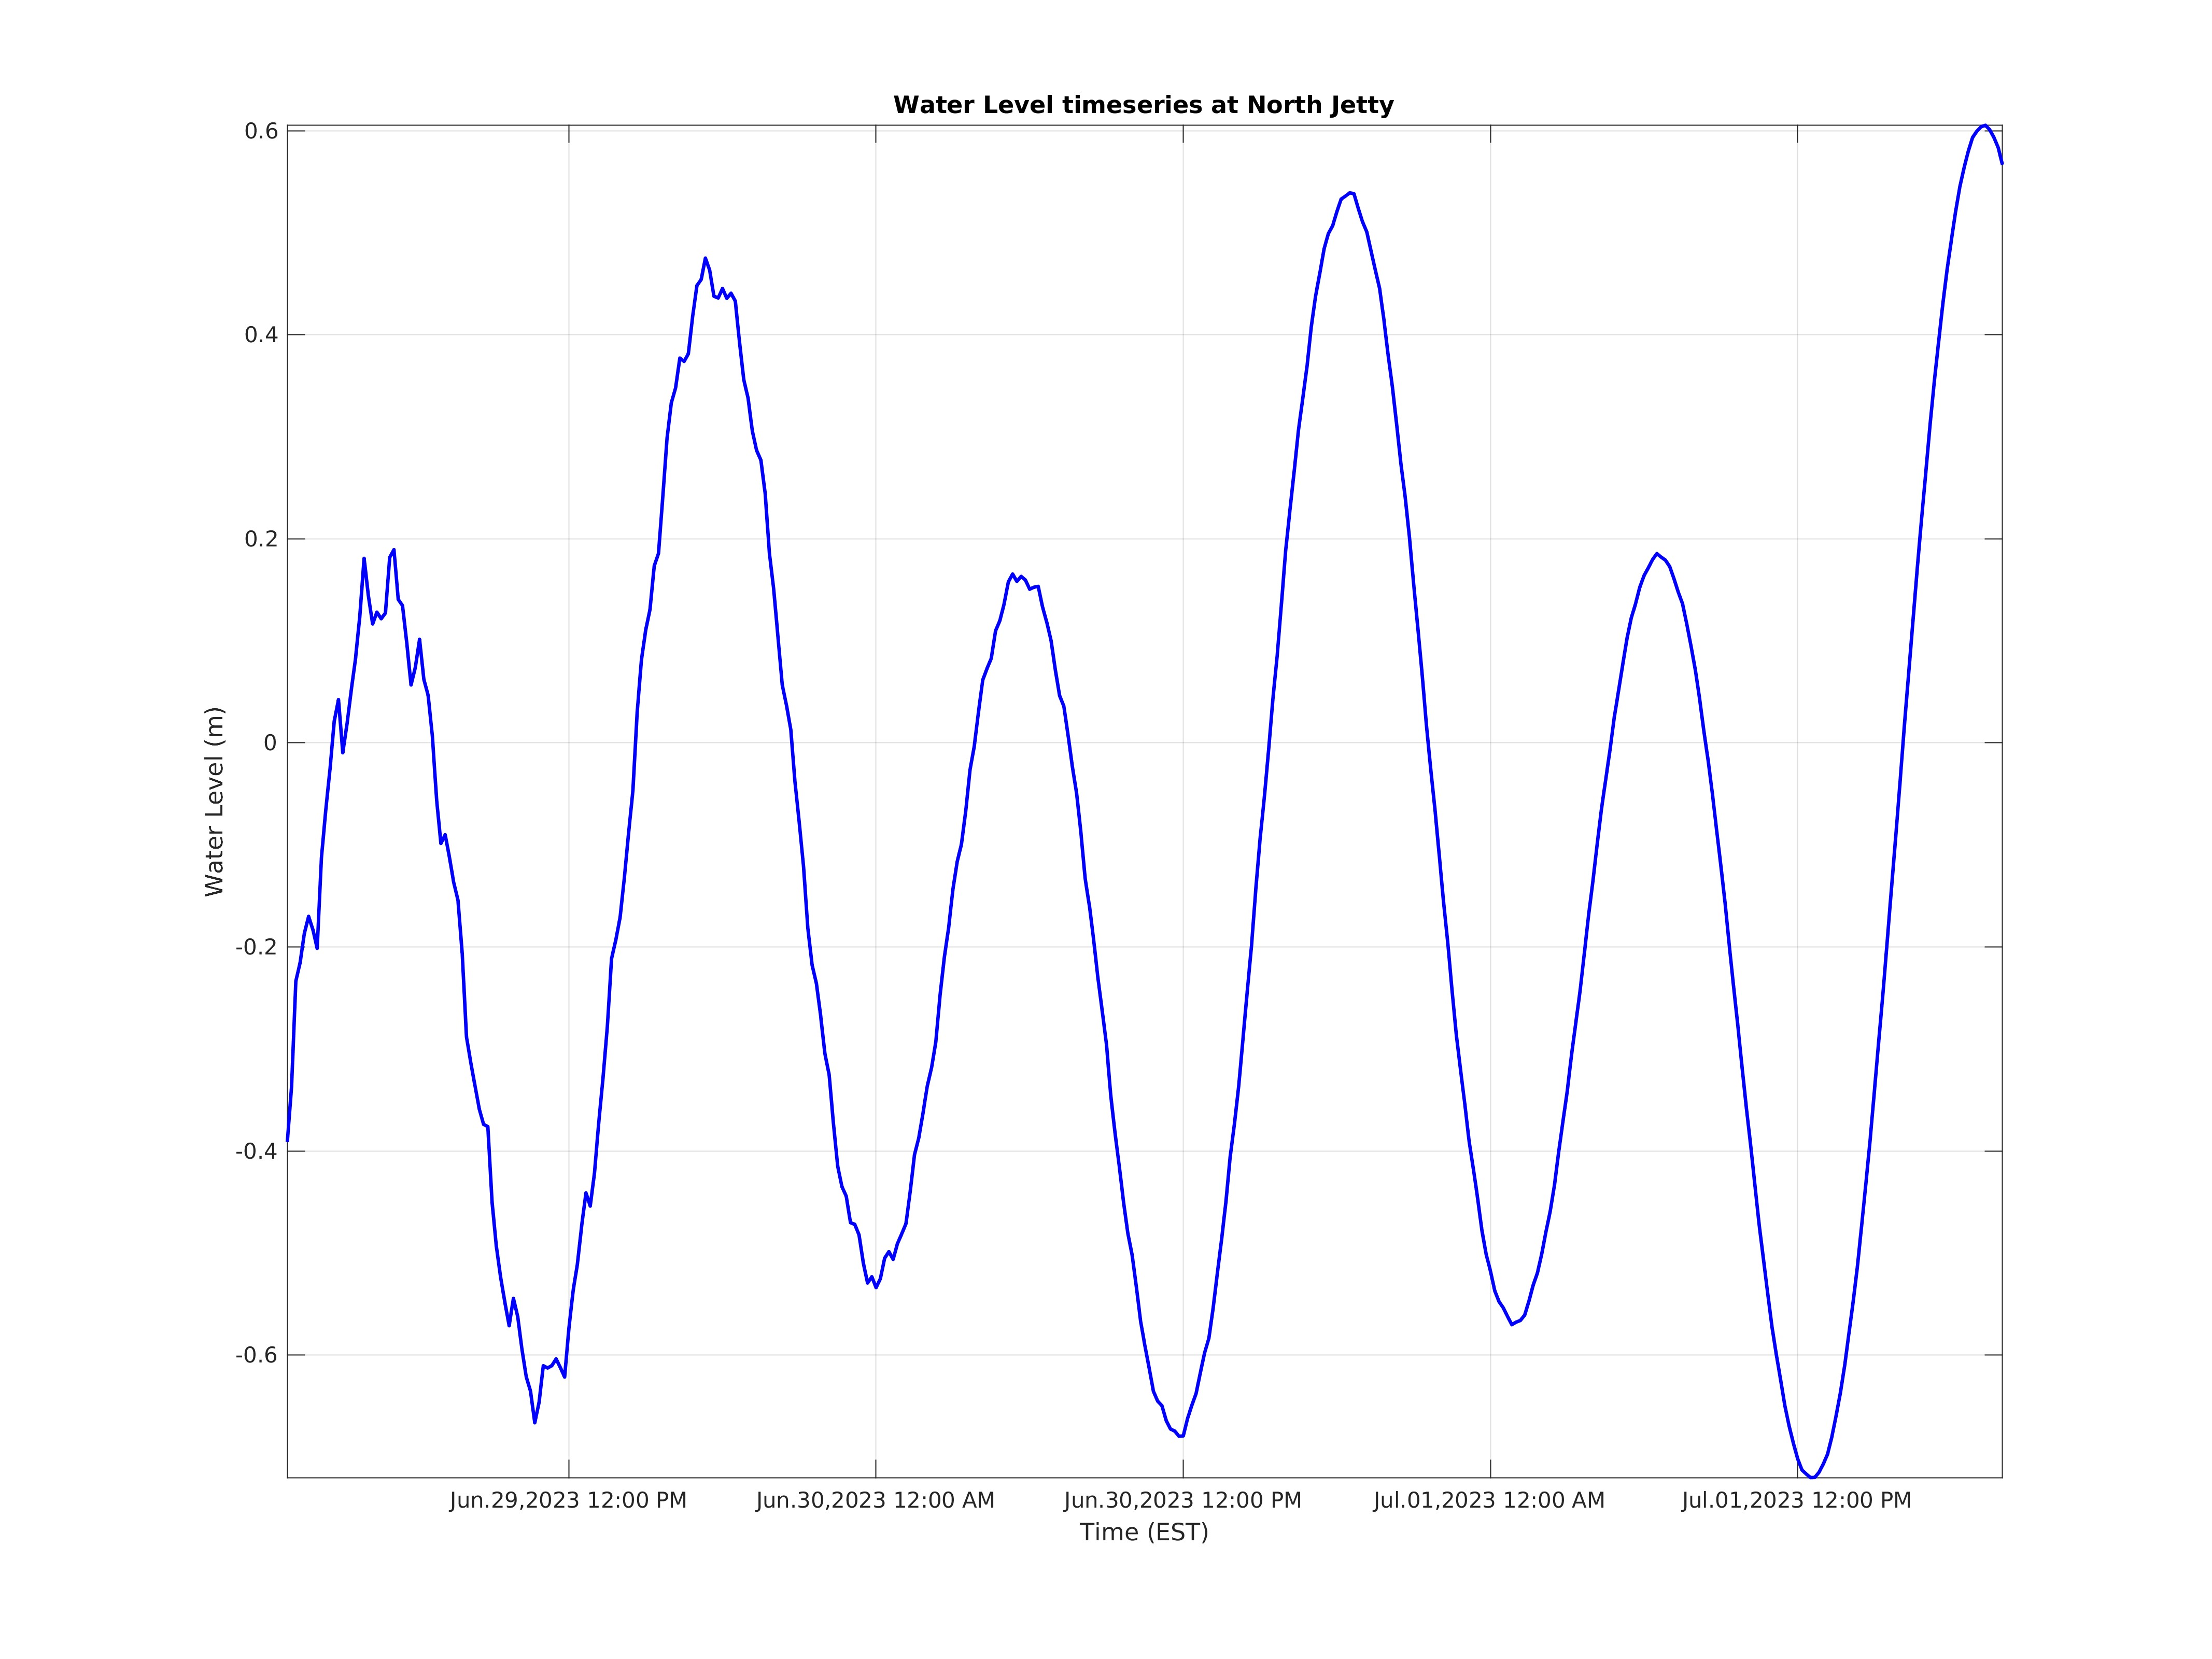 Water Level timeseries at North Jetty
0.6
0.4
0.2
0
-0.2
-0.4
-0.6
Water Level (m)
Jun.29,2023 12:00 PM Jun.30,2023 12:00 AM Jun.30,2023 12:00 PM Jul.01,2023 12:00 AM Jul.01,2023 12:00 PM
Time (EST)